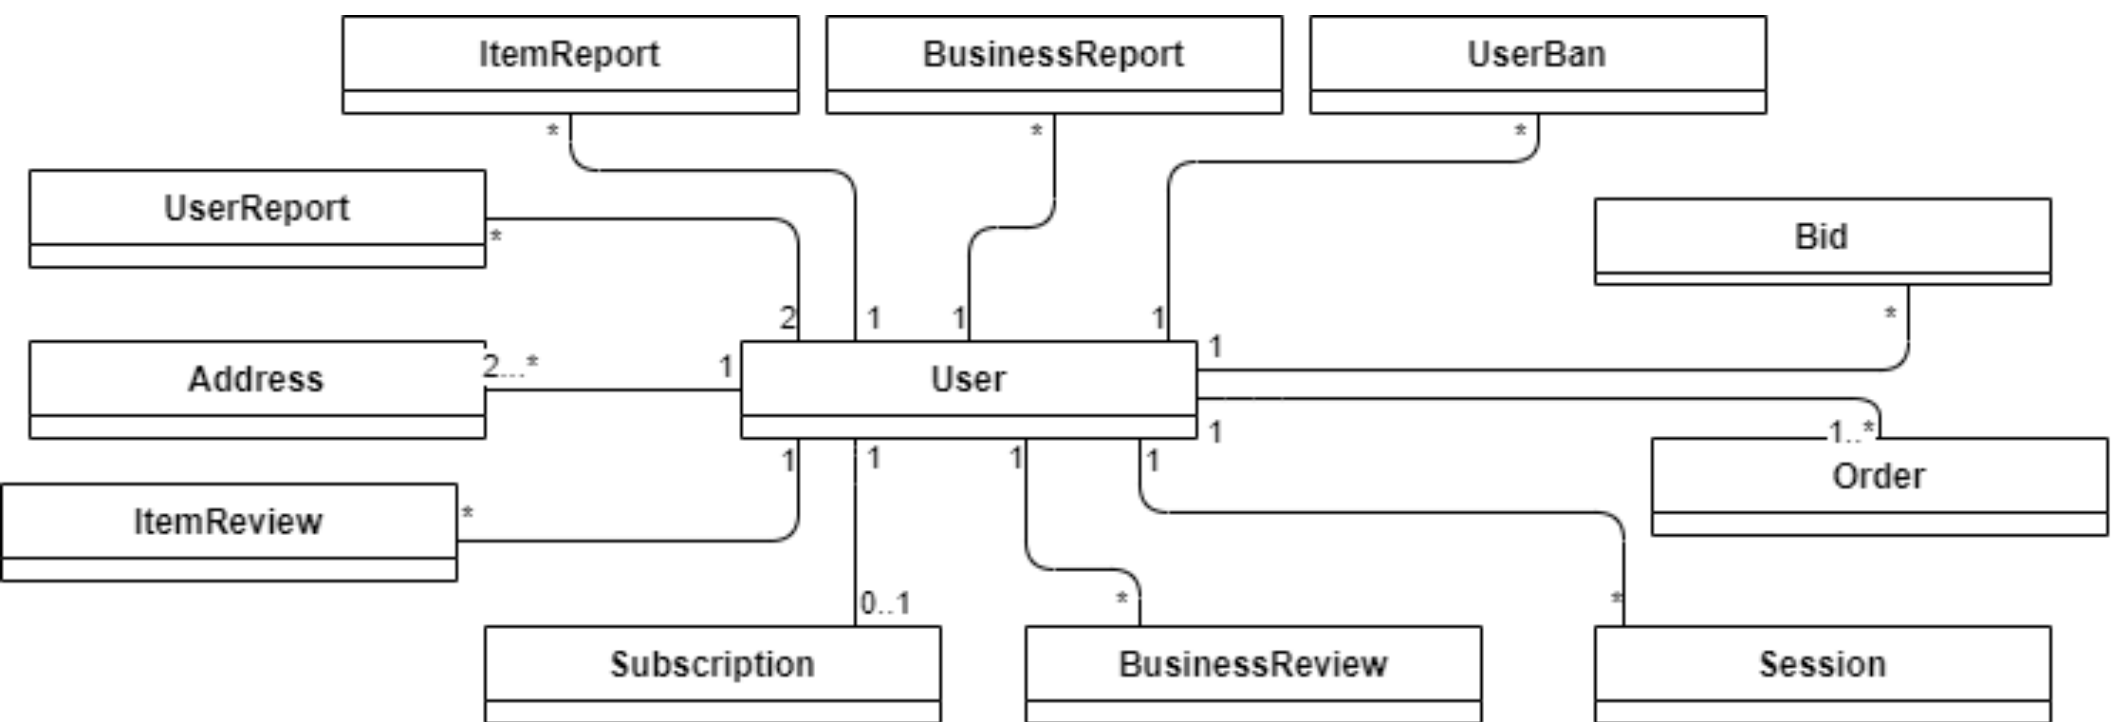 ItemReport
BusinessReport
UserBan
*
*
*
UserReport
*
Bid
*
2
1
1
1
1
Address
2...*
1
User
1
1..*
Order
1
1
1
1
ItemReview
*
0..1
*
*
Subscription
BusinessReview
Session